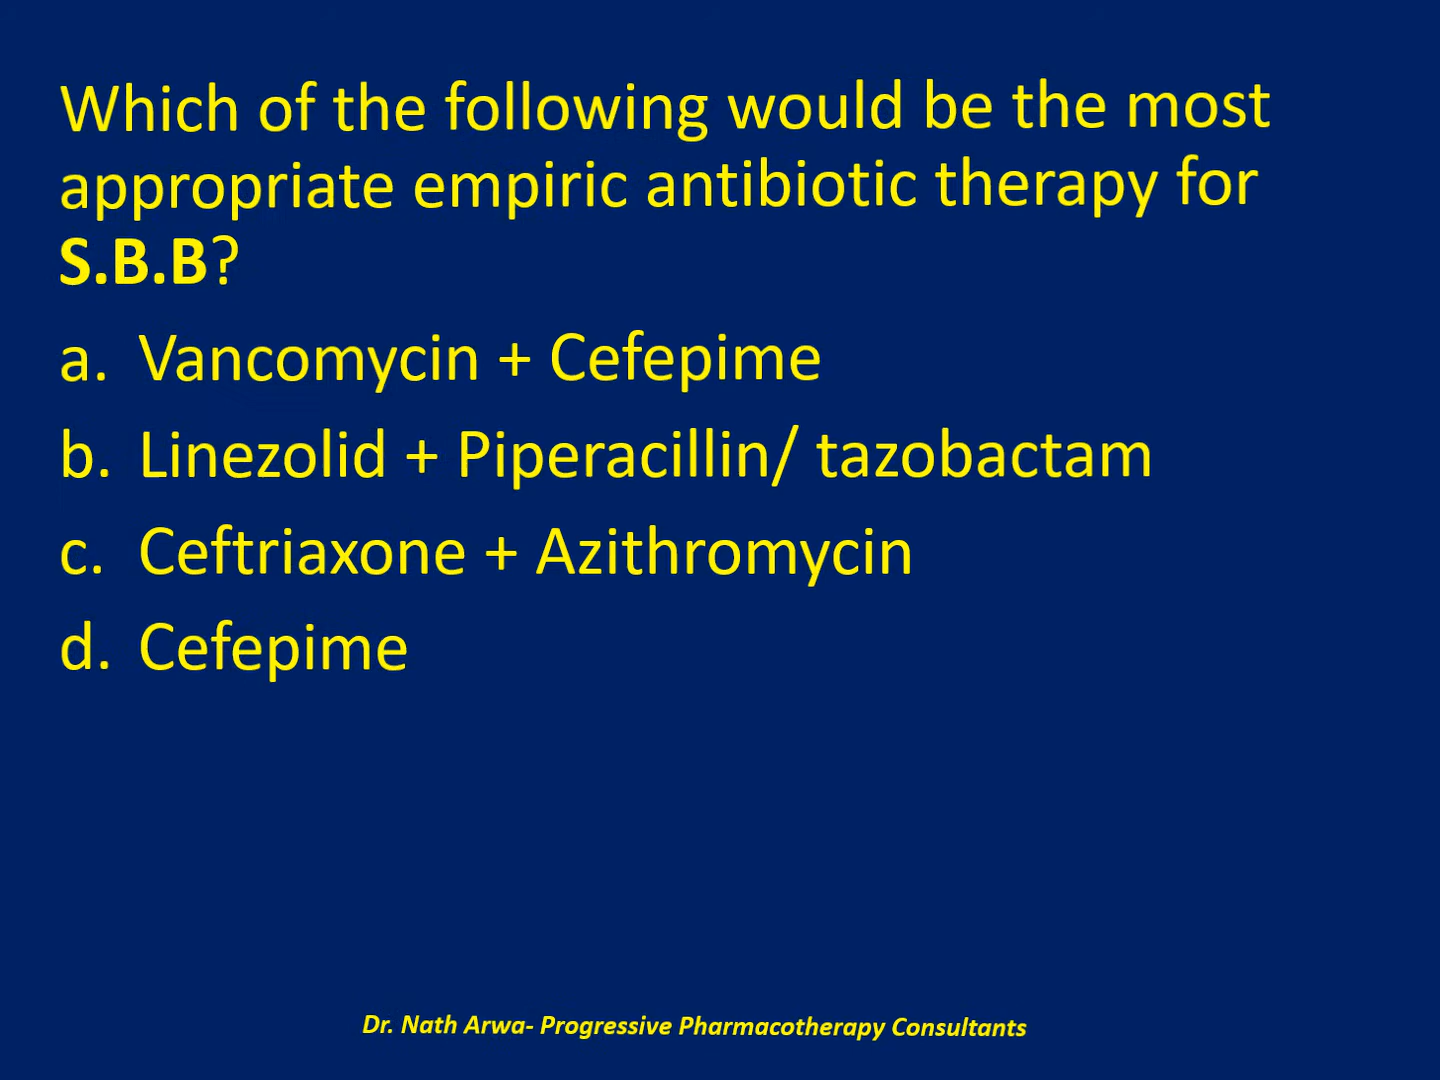 Which of the following would be the most
appropriate empiric antibiotic therapy for
S.B.B?
a. Vancomycin + Cefepime
b. Linezolid + Piperacillin/ tazobactam
c. Ceftriaxone + Azithromycin
d. Cefepime
Dr. Nath Arwa- Progressive Pharmacotherapy Consultants